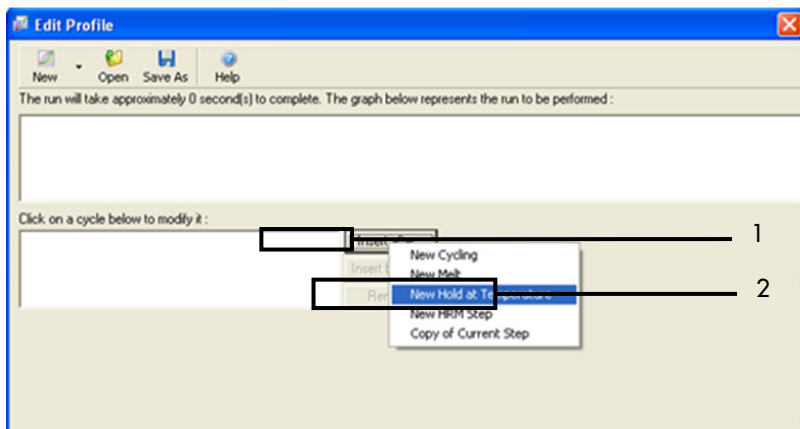 Edit Profile
New Open Save As Help
The run will take approximately 0 second(s) to complete. The graph below represents the run to be performed :
Click on a cycle below to modify it :
1
New Cycling
Insert
New Melt
New Hold at Temperature
2
New HRM Step
Copy of Current Step